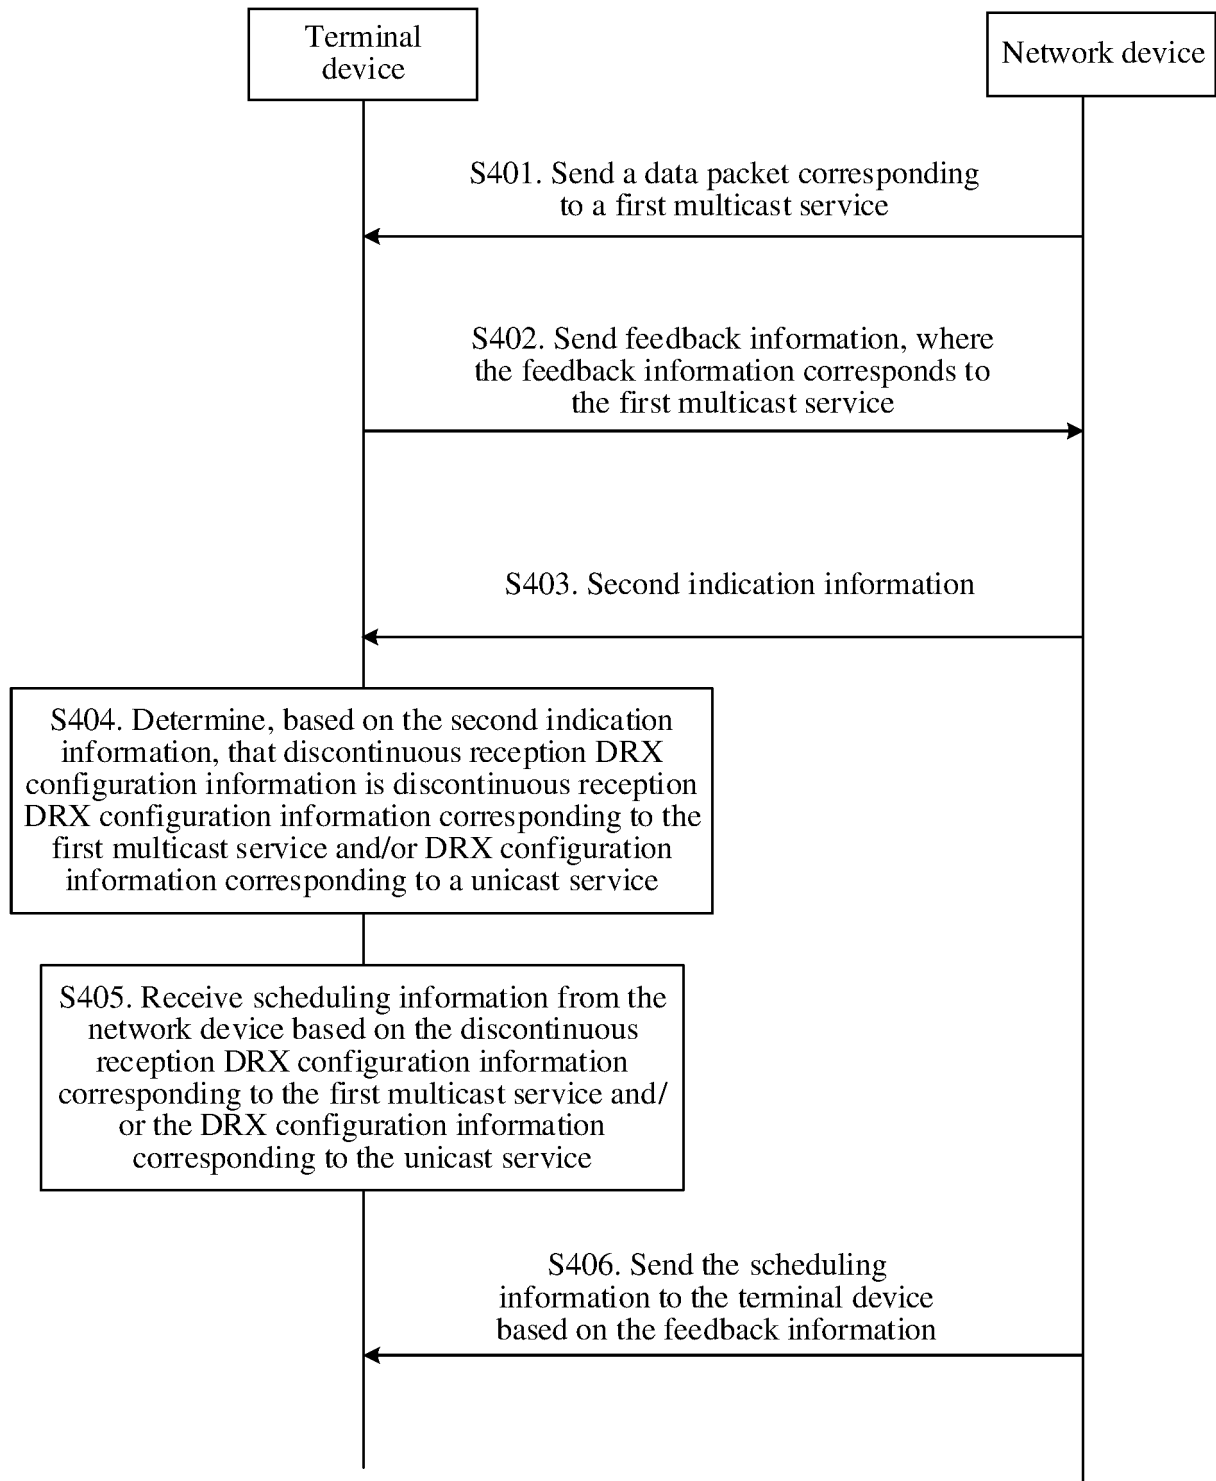 Terminal
device
Network device
S401. Send a data packet corresponding
to a first multicast service
S402. Send feedback information, where
the feedback information corresponds to
the first multicast service
S403. Second indication information
S404. Determine, based on the second indication
information, that discontinuous reception DRX
configuration information is discontinuous reception
DRX configuration information corresponding to the
first multicast service and/or DRX configuration
information corresponding to a unicast service
S405. Receive scheduling information from the
network device based on the discontinuous
reception DRX configuration information
corresponding to the first multicast service and/
or the DRX configuration information
corresponding to the unicast service
S406. Send the scheduling
information to the terminal device
based on the feedback information